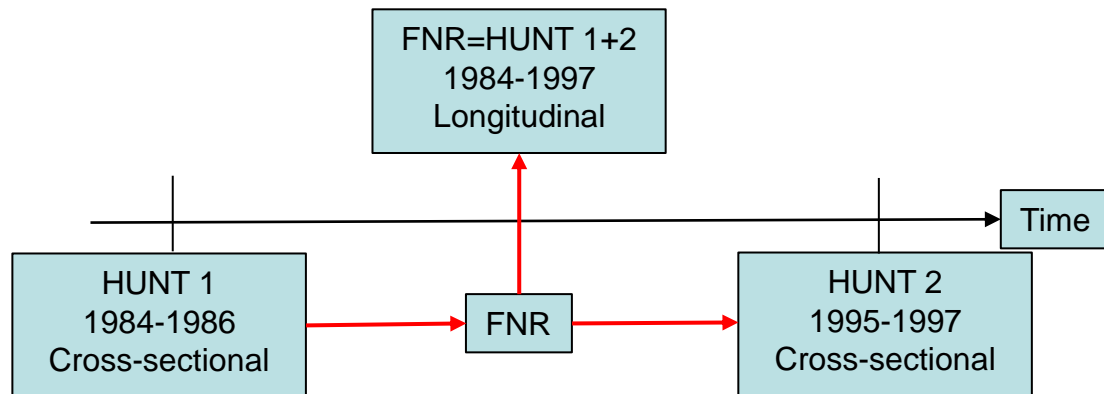 FNR=HUNT 1+2
1984-1997
Longitudinal
Time
HUNT 1
1984-1986
Cross-sectional
FNR
HUNT 2
1995-1997
Cross-sectional